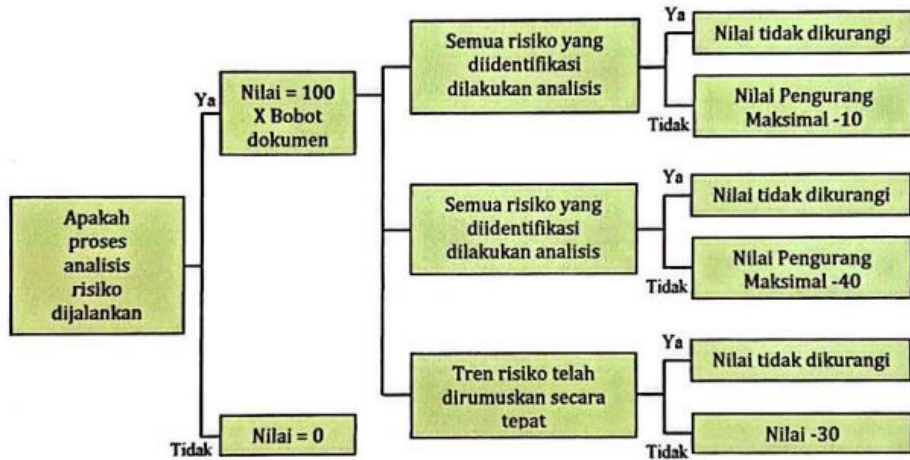 Apakah
proses
analisis
risiko
dijalankan
Ya
Nilai = 100
X Bobot
dokumen
Tidak
Nilai = 0
Semua risiko yang
diidentifikasi
dilakukan analisis
Ya
Nilai tidak dikurangi
Tidak
Nilai Pengurang
Maksimal -10
Semua risiko yang
diidentifikasi
dilakukan analisis
Ya
Nilai tidak dikurangi
Tidak
Nilai Pengurang
Maksimal -40
Tren risiko telah
dirumuskan secara
tepat
Ya
Nilai tidak dikurangi
Tidak
Nilai -30